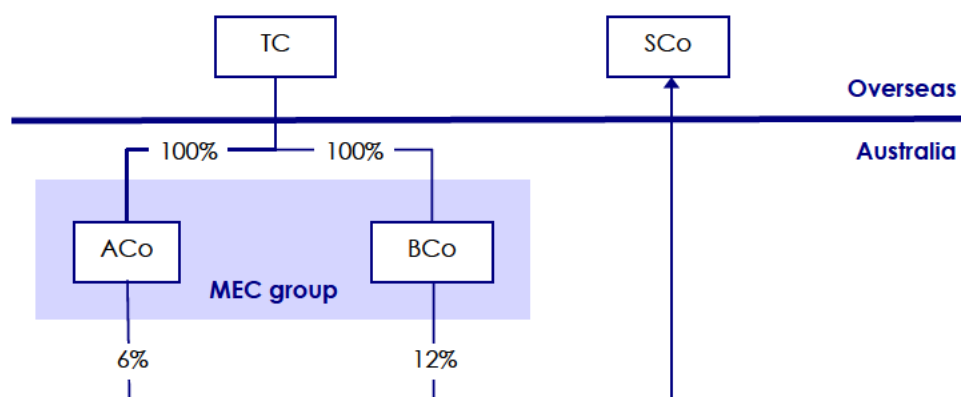 TC
SCo
Overseas
100%
100%
Australia
ACo
BCo
MEC group
6%
12%